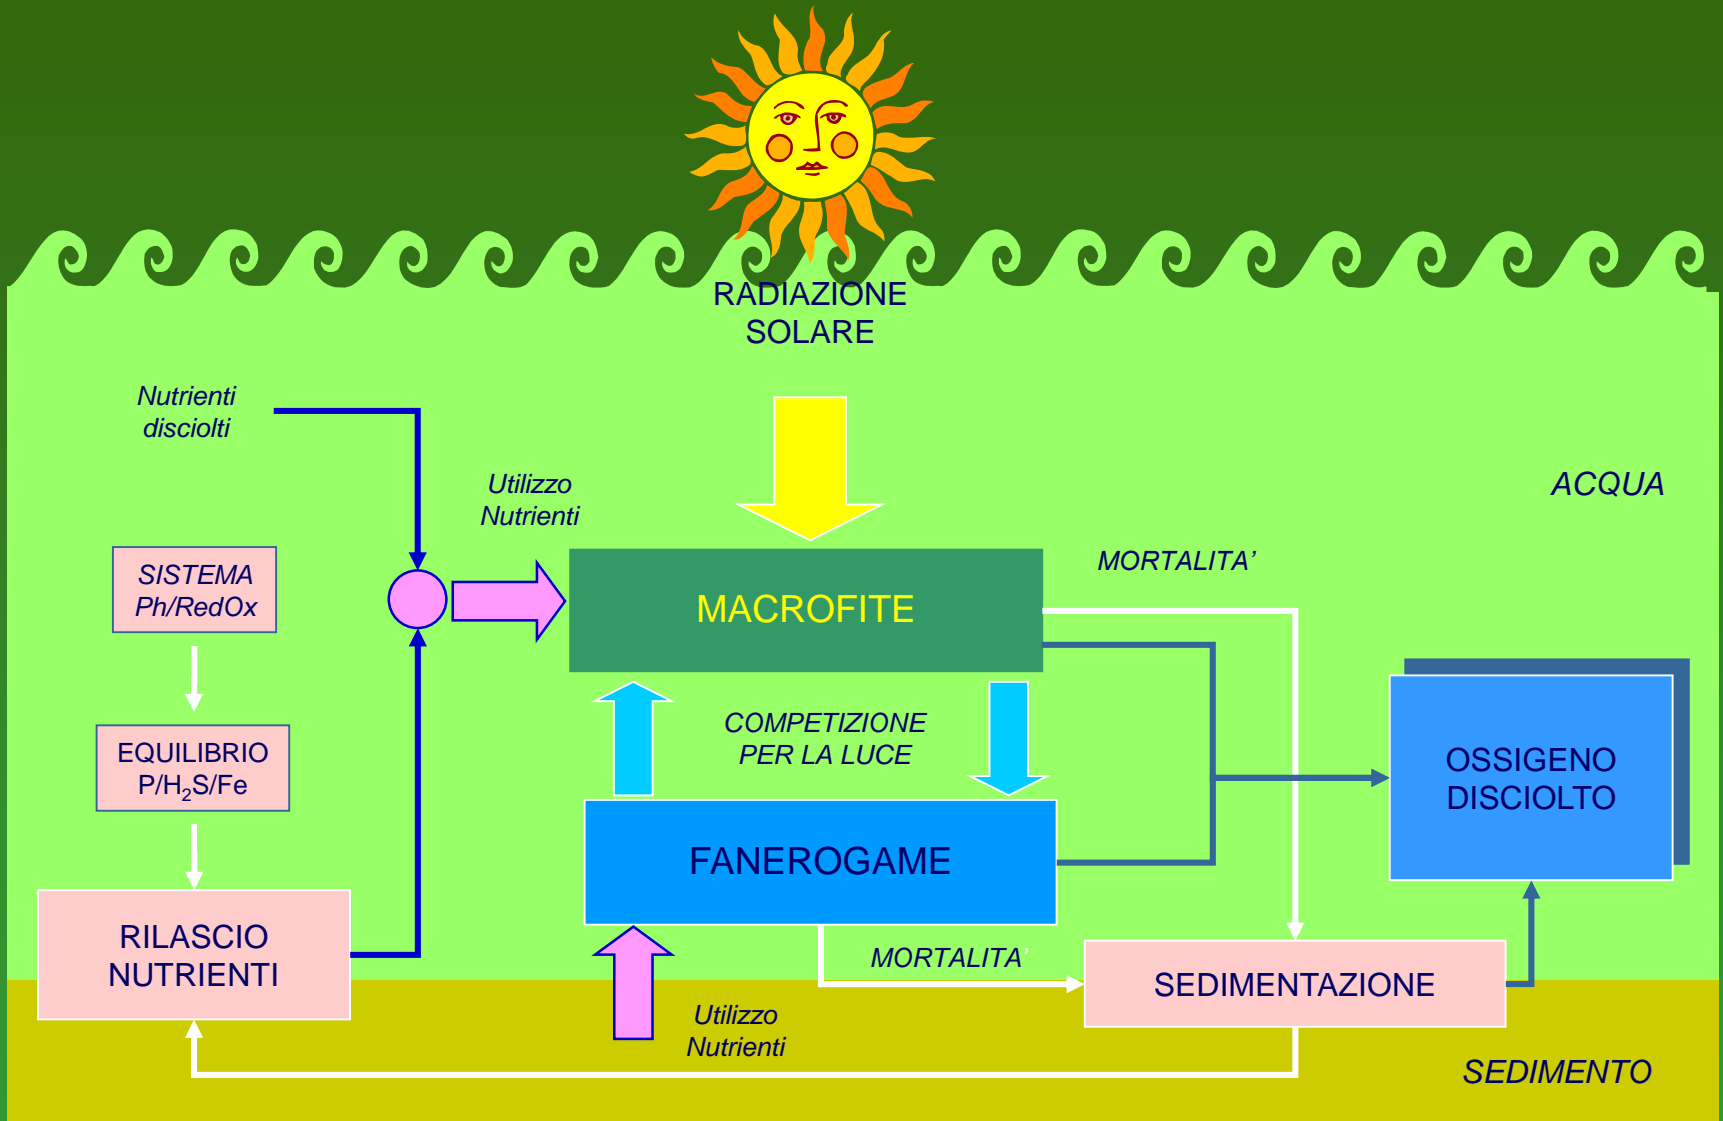 RADIAZIONE
SOLARE
Nutrienti
disciolti
Utilizzo
Nutrienti
ACQUA
SISTEMA
Ph/RedOx
MACROFITE
MORTALITA’
EQUILIBRIO
P/H₂S/Fe
COMPETIZIONE
PER LA LUCE
OSSIGENO
DISCIOLTO
FANEROGAME
RILASCIO
NUTRIENTI
MORTALITA’
SEDIMENTAZIONE
Utilizzo
Nutrienti
SEDIMENTO